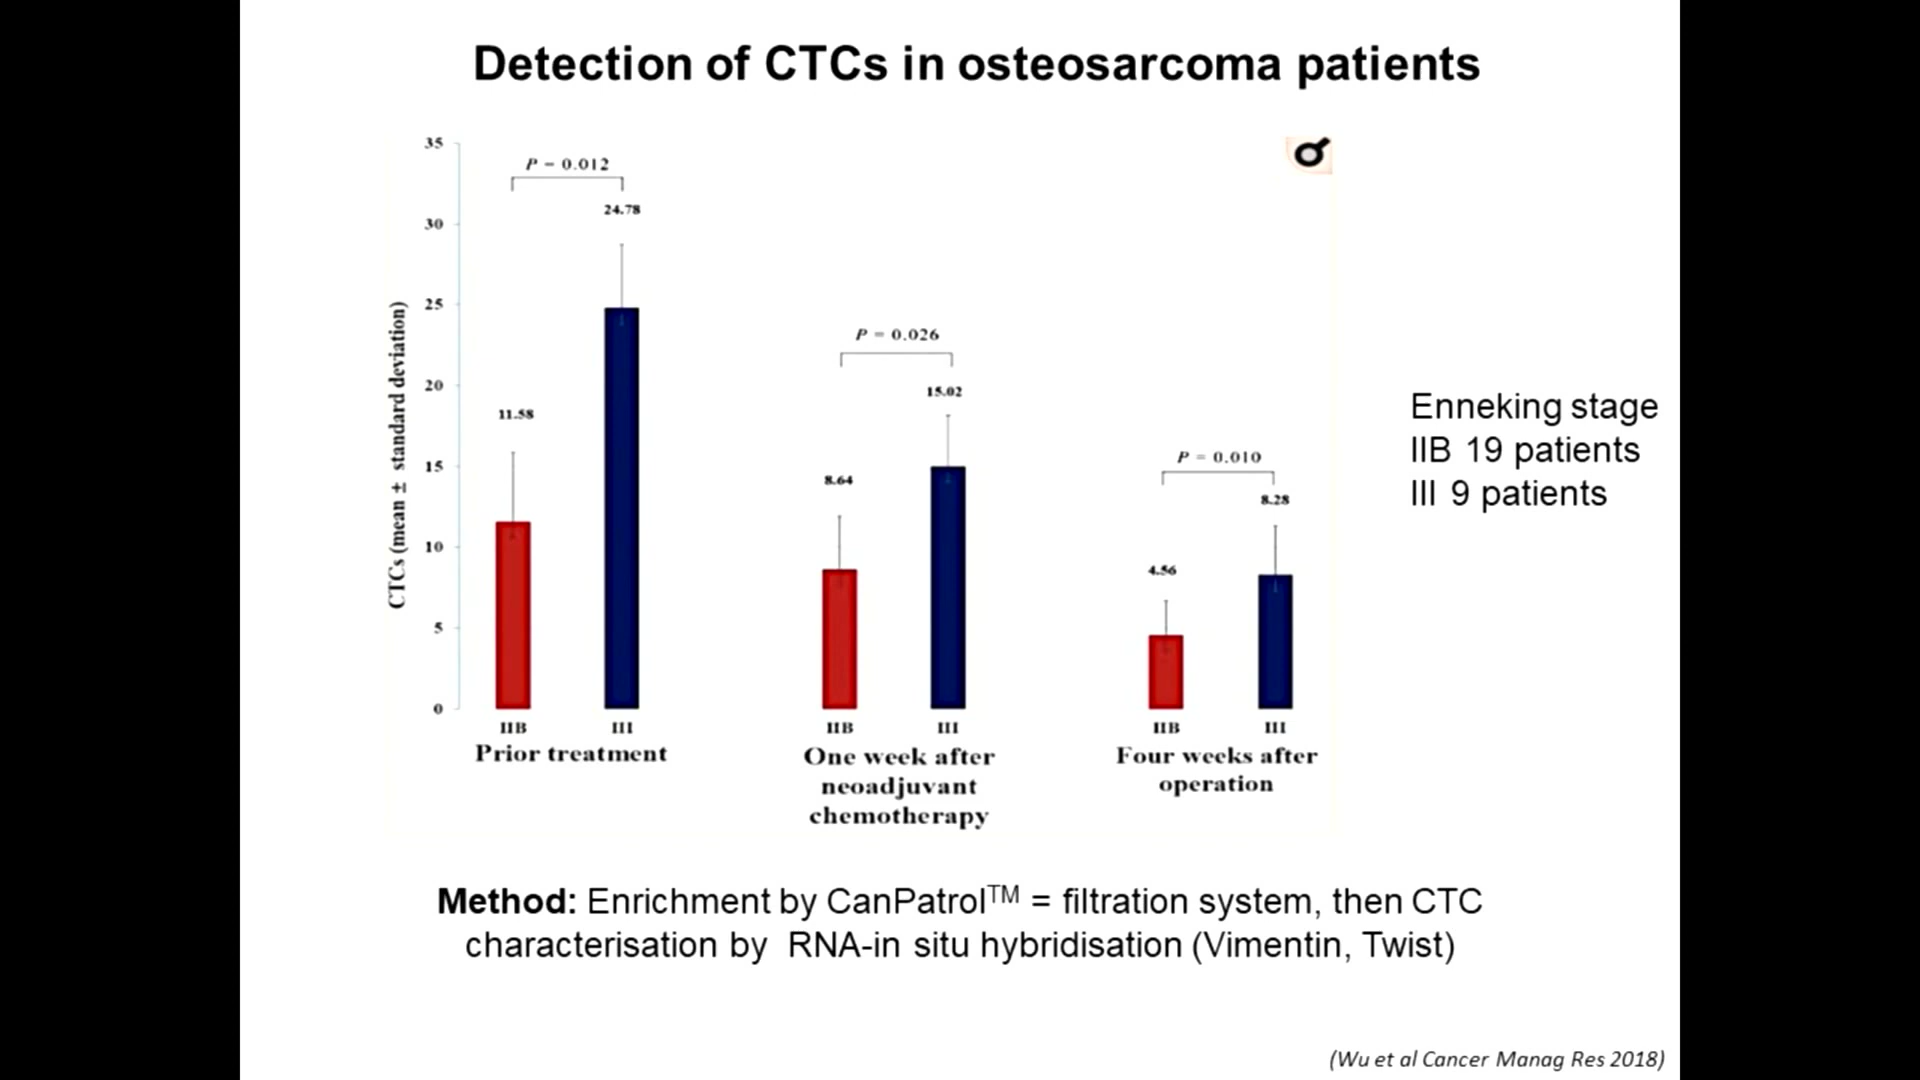 Detection of CTCs in osteosarcoma patients
CTCs (mean ± standard deviation)
35
30
25
20
15
10
5
0
P = 0.012
24.78
11.58
P = 0.026
15.02
8.64
P = 0.010
8.28
4.56
IIB III
Prior treatment
IIB III
One week after
neoadjuvant
chemotherapy
IIB III
Four weeks after
operation
Enneking stage
IIB 19 patients
III 9 patients
Method: Enrichment by CanPatrol™ = filtration system, then CTC
characterisation by RNA-in situ hybridisation (Vimentin, Twist)
(Wu et al Cancer Manag Res 2018)